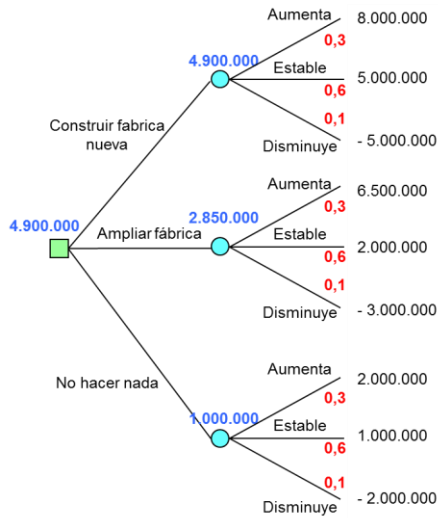 Aumenta
8.000.000
0,3
4.900.000
Estable
5.000.000
0,6
0,1
Construir fabrica
nueva
Disminuye
- 5.000.000
Aumenta
6.500.000
0,3
4.900.000
Ampliar fábrica
2.850.000
Estable
2.000.000
0,6
0,1
Disminuye
- 3.000.000
No hacer nada
Aumenta
2.000.000
0,3
1.000.000
Estable
1.000.000
0,6
0,1
Dismuniye
- 2.000.000